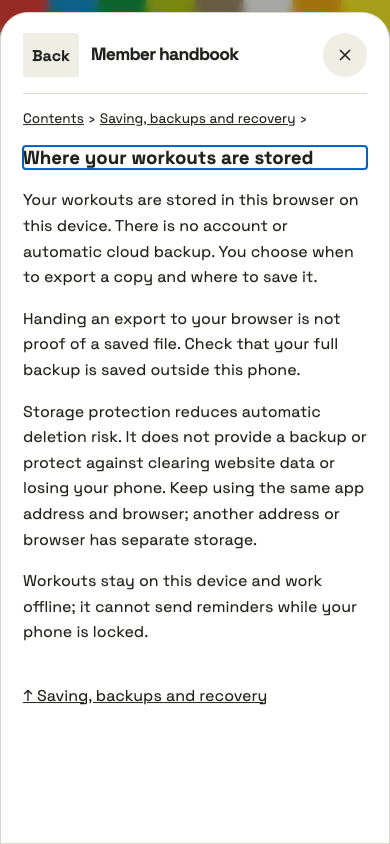 Back Member handbook ×
Contents > Saving, backups and recovery >
Where your workouts are stored
Your workouts are stored in this browser on
this device. There is no account or
automatic cloud backup. You choose when
to export a copy and where to save it.
Handing an export to your browser is not
proof of a saved file. Check that your full
backup is saved outside this phone.
Storage protection reduces automatic
deletion risk. It does not provide a backup or
protect against clearing website data or
losing your phone. Keep using the same app
address and browser; another address or
browser has separate storage.
Workouts stay on this device and work
offline; it cannot send reminders while your
phone is locked.
↑ Saving, backups and recovery